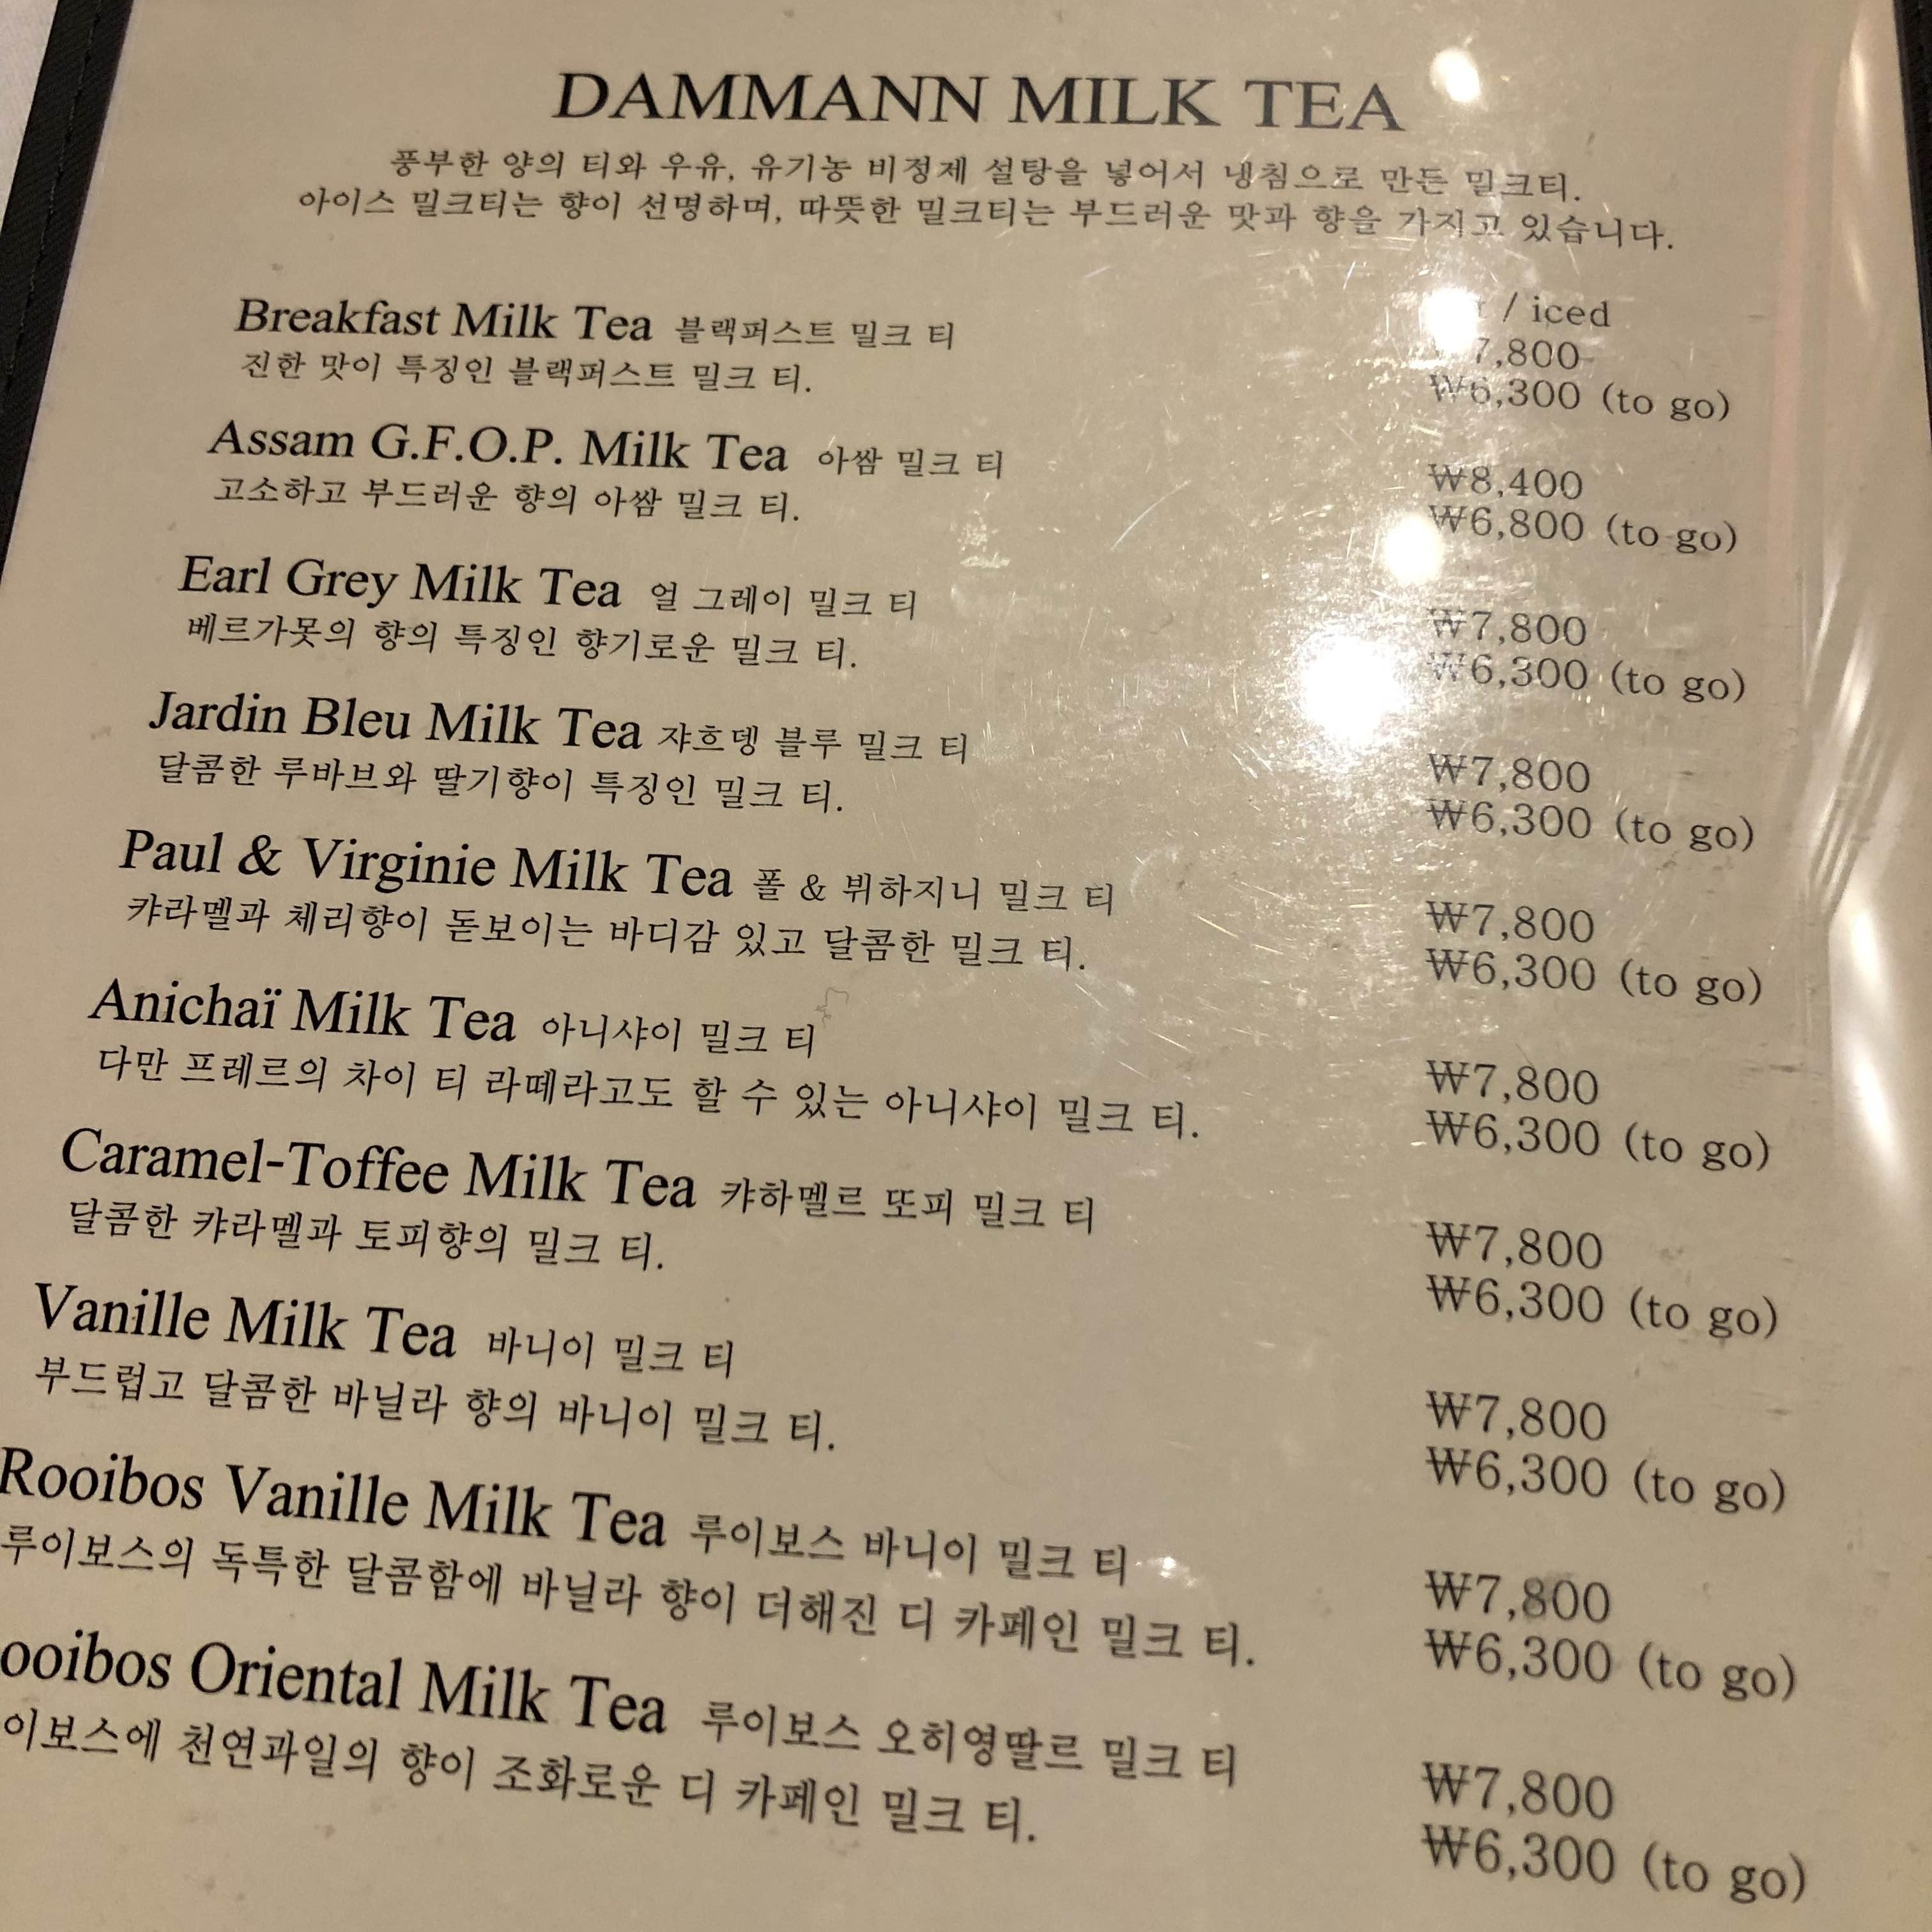 DAMMANN MILK TEA
풍부한 양의 티와 우유, 유기농 비정제 설탕을 넣어서 냉침으로 만든 밀크티.
아이스 밀크티는 향이 선명하며, 따뜻한 밀크티는 부드러운 맛과 향을 가지고 있습니다.
/ iced
Breakfast Milk Tea 블랙퍼스트 밀크 티
7,800
진한 맛이 특징인 블랙퍼스트 밀크 티.
₩6,300 (to go)
Assam G.F.O.P. Milk Tea 아쌈 밀크 티
₩8,400
고소하고 부드러운 향의 아쌈 밀크 티.
₩6,800 (to go)
Earl Grey Milk Tea 얼 그레이 밀크 티
₩7,800
베르가못의 향의 특징인 향기로운 밀크 티.
₩6,300 (to go)
Jardin Bleu Milk Tea 쟈흐뎅 블루 밀크 티
₩7,800
달콤한 루바브와 딸기향이 특징인 밀크 티.
₩6,300 (to go)
Paul & Virginie Milk Tea 폴 & 뷔하지니 밀크 티
₩7,800
캬라멜과 체리향이 돋보이는 바디감 있고 달콤한 밀크 티.
₩6,300 (to go)
Anichaï Milk Tea 아니샤이 밀크 티
₩7,800
다만 프레르의 차이 티 라떼라고도 할 수 있는 아니샤이 밀크 티.
₩6,300 (to go)
Caramel-Toffee Milk Tea 캬하멜르 또피 밀크 티
₩7,800
달콤한 캬라멜과 토피향의 밀크 티.
₩6,300 (to go)
Vanille Milk Tea 바니이 밀크 티
₩7,800
부드럽고 달콤한 바닐라 향의 바니이 밀크 티.
₩6,300 (to go)
Rooibos Vanille Milk Tea 루이보스 바니이 밀크 티
₩7,800
루이보스의 독특한 달콤함에 바닐라 향이 더해진 디 카페인 밀크 티.
₩6,300 (to go)
ooibos Oriental Milk Tea 루이보스 오히영딸르 밀크 티
₩7,800
이보스에 천연과일의 향이 조화로운 디 카페인 밀크 티.
₩6,300 (to go)